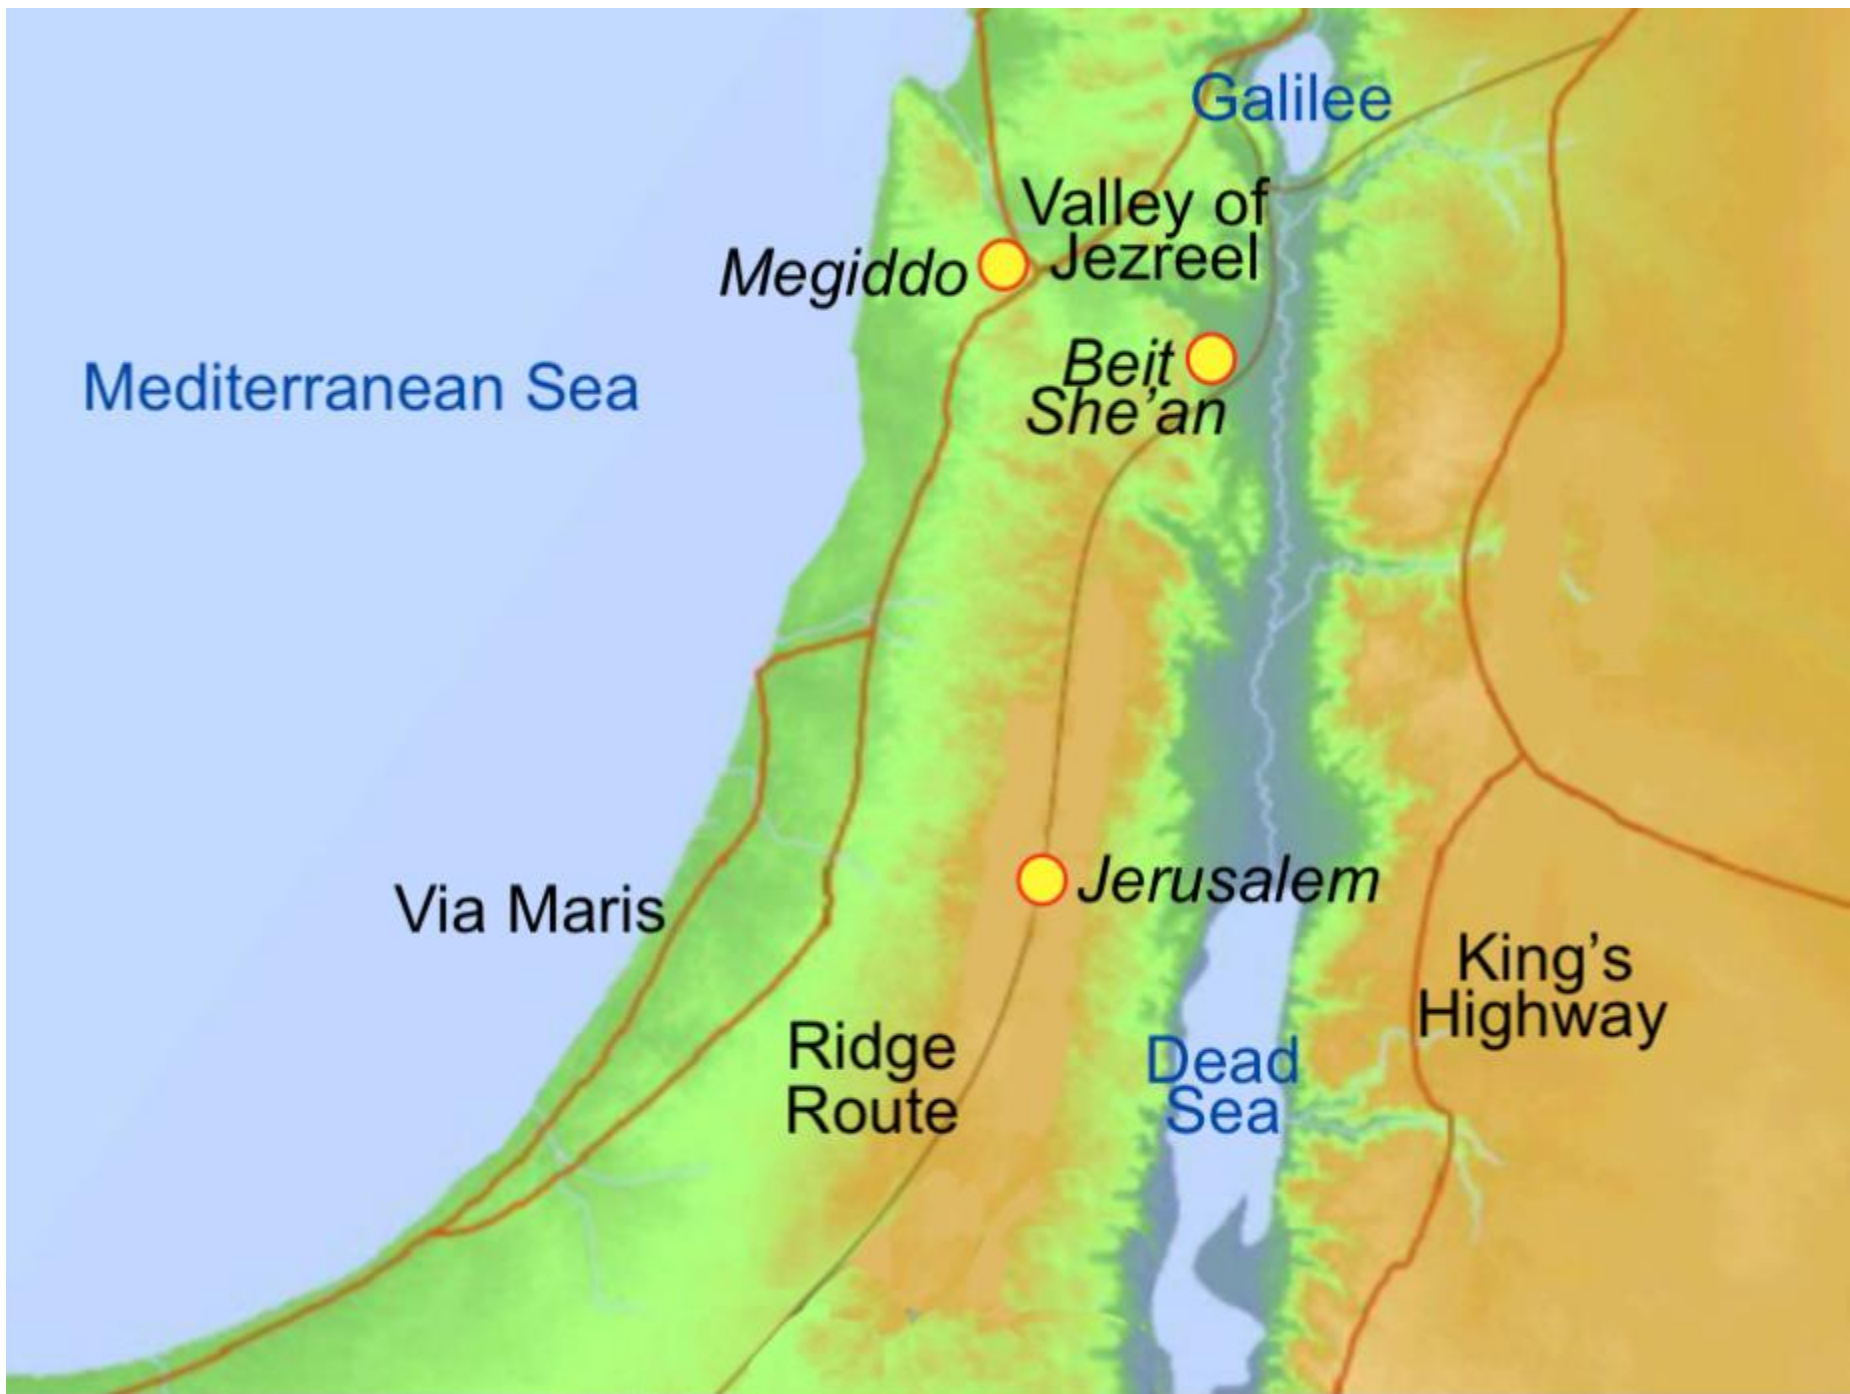 Galilee
Valley of
Jezreel
Megiddo
Beit
She’an
Mediterranean Sea
Jerusalem
Via Maris
King’s
Highway
Ridge
Route
Dead
Sea